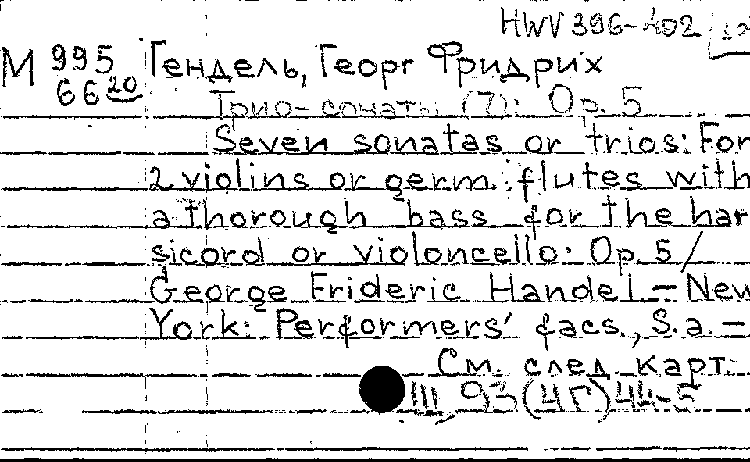 HWV 396-402
М 995 Гендель, Георг Фридрих
6620 Трио-сонаты (7): Op. 5
Seven sonatas or trios: For
2 violins or germ. flutes with
a thorough bass for the har
sicord or violoncello: Op. 5 /
George Frideric Handel. — New
York: Performers' facs., S.a. —
См. след. карт.
III 93(4Г)44-5